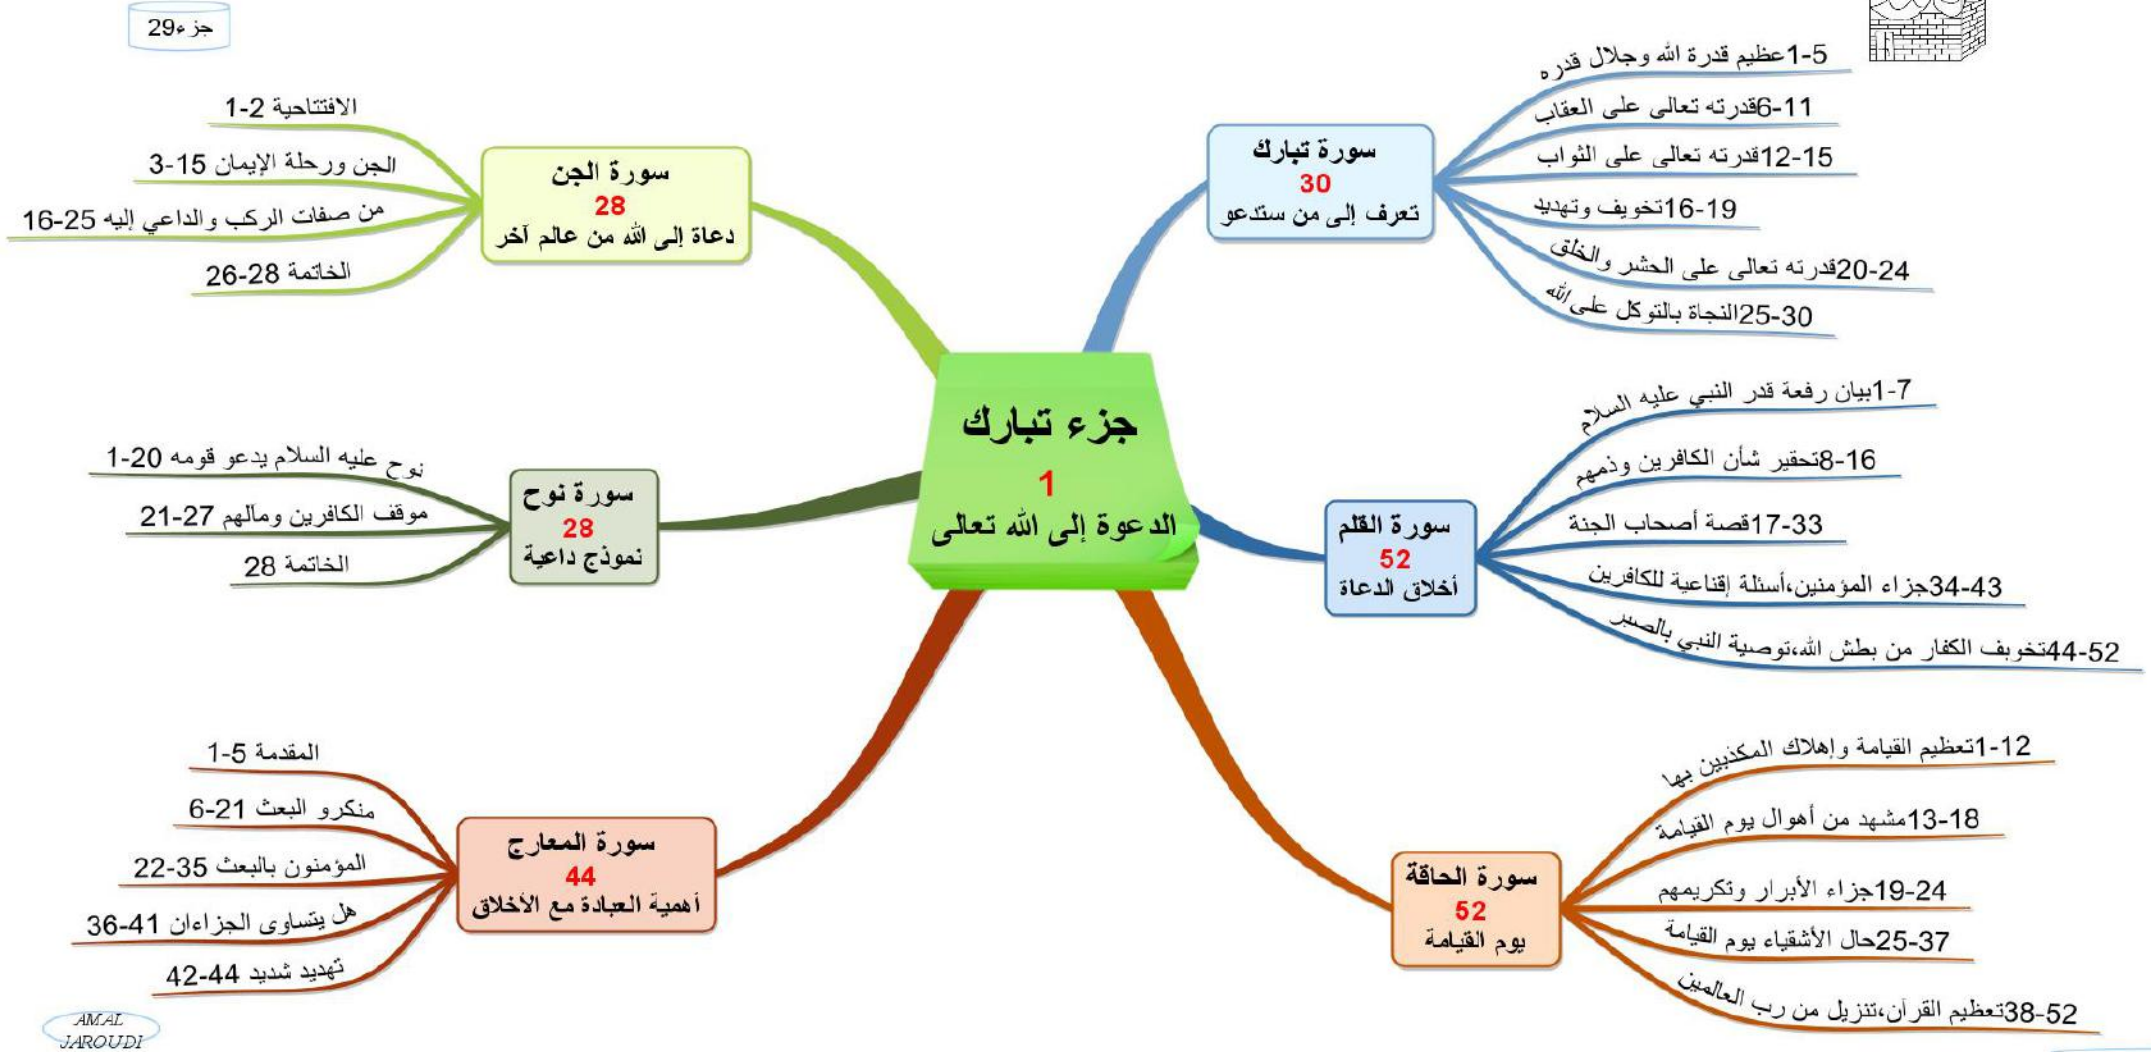 جزء29
جزء تبارك
1
الدعوة إلى الله تعالى
سورة تبارك
30
تعرف إلى من ستدعو
1-5عظيم قدرة الله وجلال قدره
6-11قدرته تعالى على العقاب
12-15قدرته تعالى على الثواب
16-19تخويف وتهديد
20-24قدرته تعالى على الحشر والخلق
25-30النجاة بالتوكل على الله
سورة القلم
52
أخلاق الدعاة
1-7بيان رفعة قدر النبي عليه السلام
8-16تحقير شأن الكافرين وذمهم
17-33قصة أصحاب الجنة
34-43جزاء المؤمنين،أسئلة إقناعية للكافرين
44-52تخويف الكفار من بطش الله،توصية النبي بالصبر
سورة الحاقة
52
يوم القيامة
1-12تعظيم القيامة وإهلاك المكذبين بها
13-18مشهد من أهوال يوم القيامة
19-24جزاء الأبرار وتكريمهم
25-37حال الأشقياء يوم القيامة
38-52تعظيم القرآن،تنزيل من رب العالمين
سورة المعارج
44
أهمية العبادة مع الأخلاق
المقدمة 1-5
منكرو البعث 6-21
المؤمنون بالبعث 22-35
هل يتساوى الجزاءان 36-41
تهديد شديد 42-44
سورة نوح
28
نموذج داعية
نوح عليه السلام يدعو قومه 1-20
موقف الكافرين ومآلهم 21-27
الخاتمة 28
سورة الجن
28
دعاة إلى الله من عالم آخر
الافتتاحية 1-2
الجن ورحلة الإيمان 3-15
من صفات الركب والداعي إليه 16-25
الخاتمة 26-28
AMAL
JAROUDI